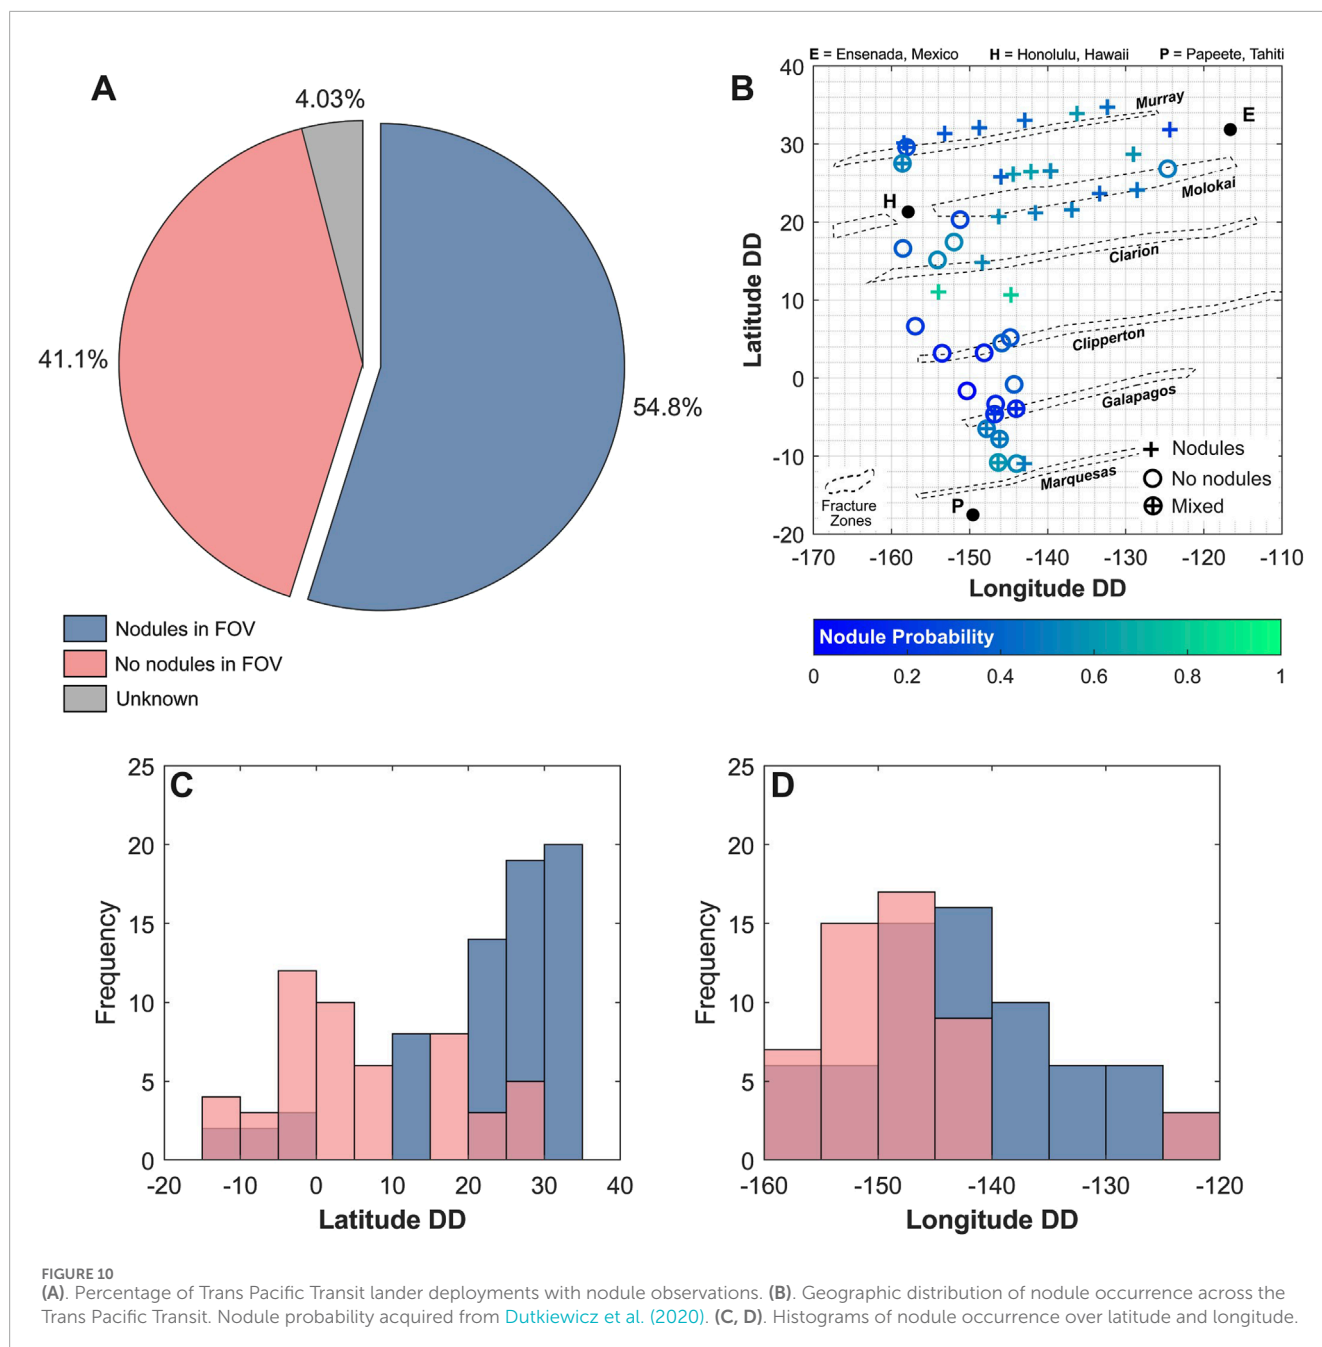 A
4.03%
41.1%
54.8%
Nodules in FOV
No nodules in FOV
Unknown
B
E = Ensenada, Mexico H = Honolulu, Hawaii P = Papeete, Tahiti
40
30
20
10
0
-10
-20
Latitude DD
Murray
E
Molokai
H
Clarion
Clipperton
Galapagos
Marquesas
P
Fracture
Zones
Nodules
No nodules
Mixed
-170 -160 -150 -140 -130 -120 -110
Longitude DD
Nodule Probability
0 0.2 0.4 0.6 0.8 1
C
25
20
15
10
5
0
Frequency
-20 -10 0 10 20 30 40
Latitude DD
D
25
20
15
10
5
0
Frequency
-160 -150 -140 -130 -120
Longitude DD
FIGURE 10
(A). Percentage of Trans Pacific Transit lander deployments with nodule observations. (B). Geographic distribution of nodule occurrence across the
Trans Pacific Transit. Nodule probability acquired from Dutkiewicz et al. (2020). (C, D). Histograms of nodule occurrence over latitude and longitude.